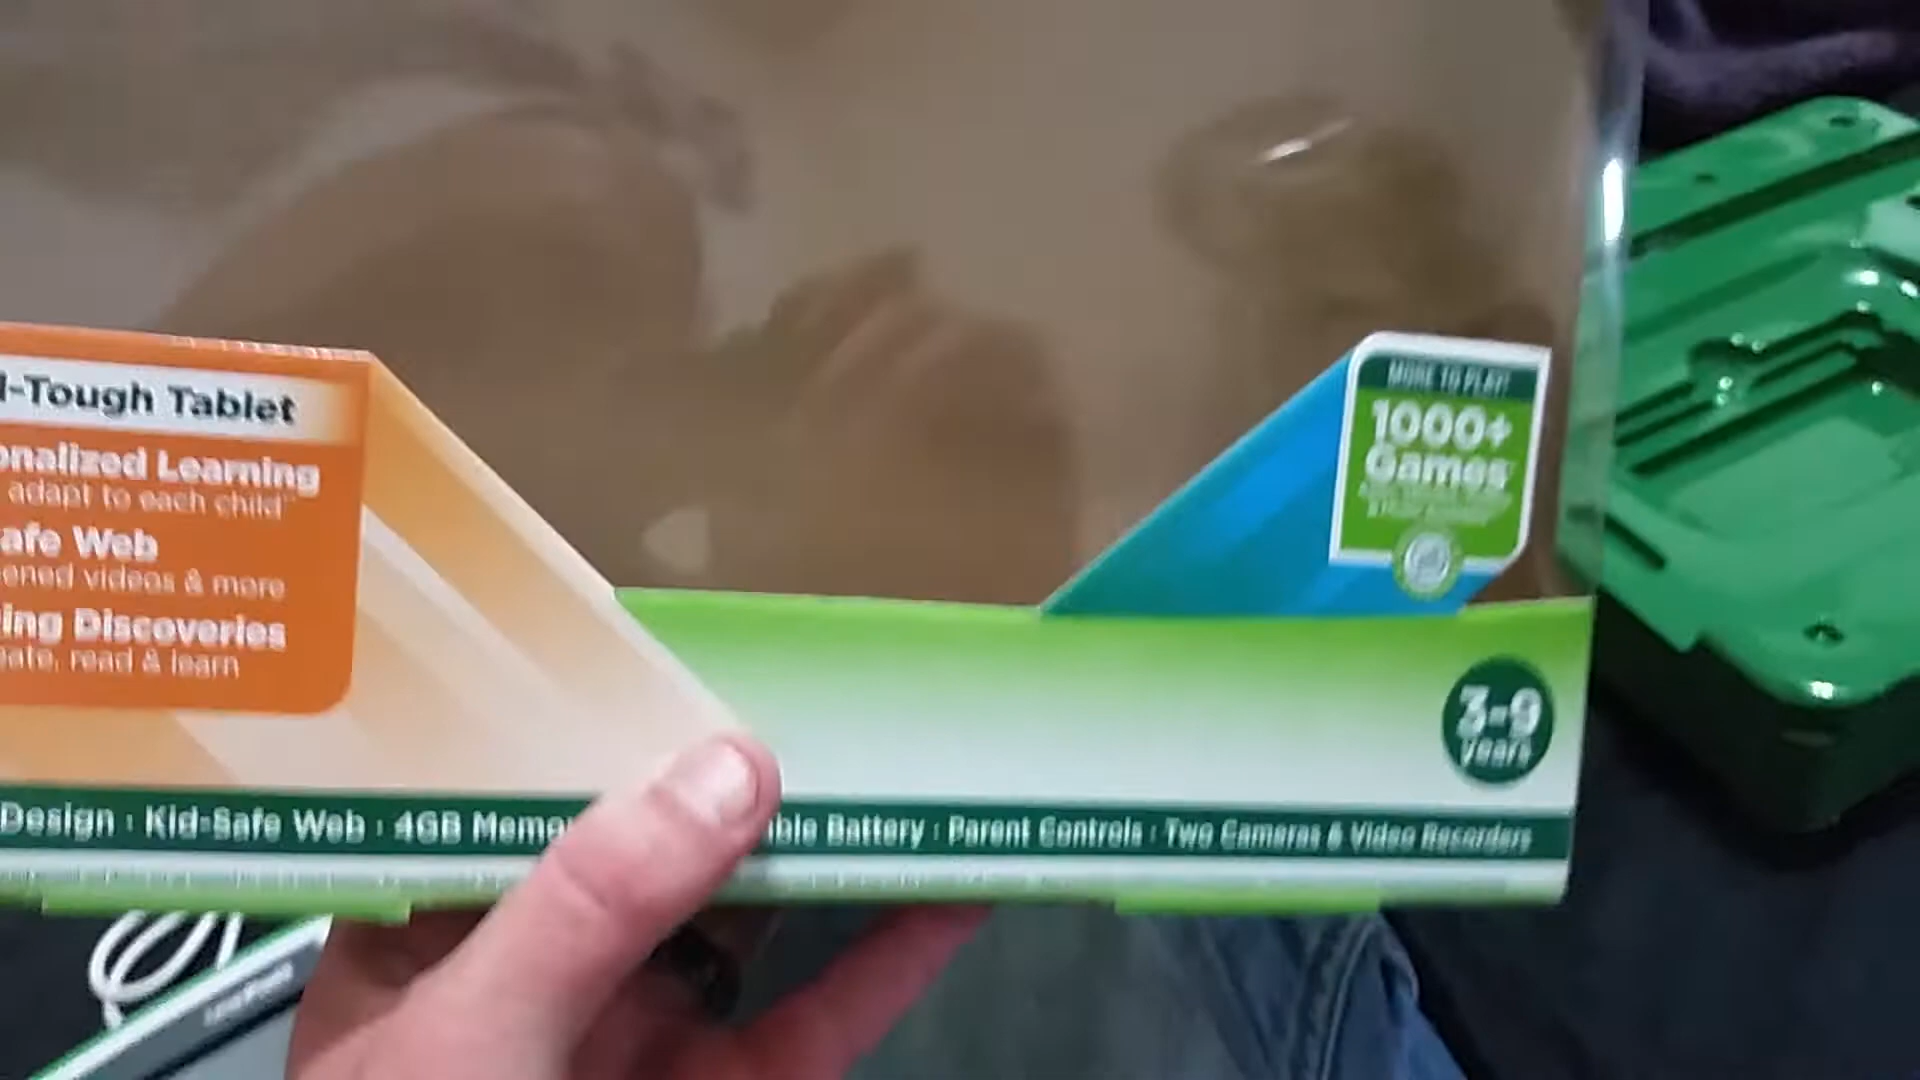 -Tough Tablet
onalized Learning
adapt to each child
afe Web
ened videos & more
ing Discoveries
eate, read & learn
MORE TO PLAY!
1000+
Games
3-9
years
Design · Kid-Safe Web · 4GB Memo ible Battery · Parent Controls · Two Cameras & Video Recorders